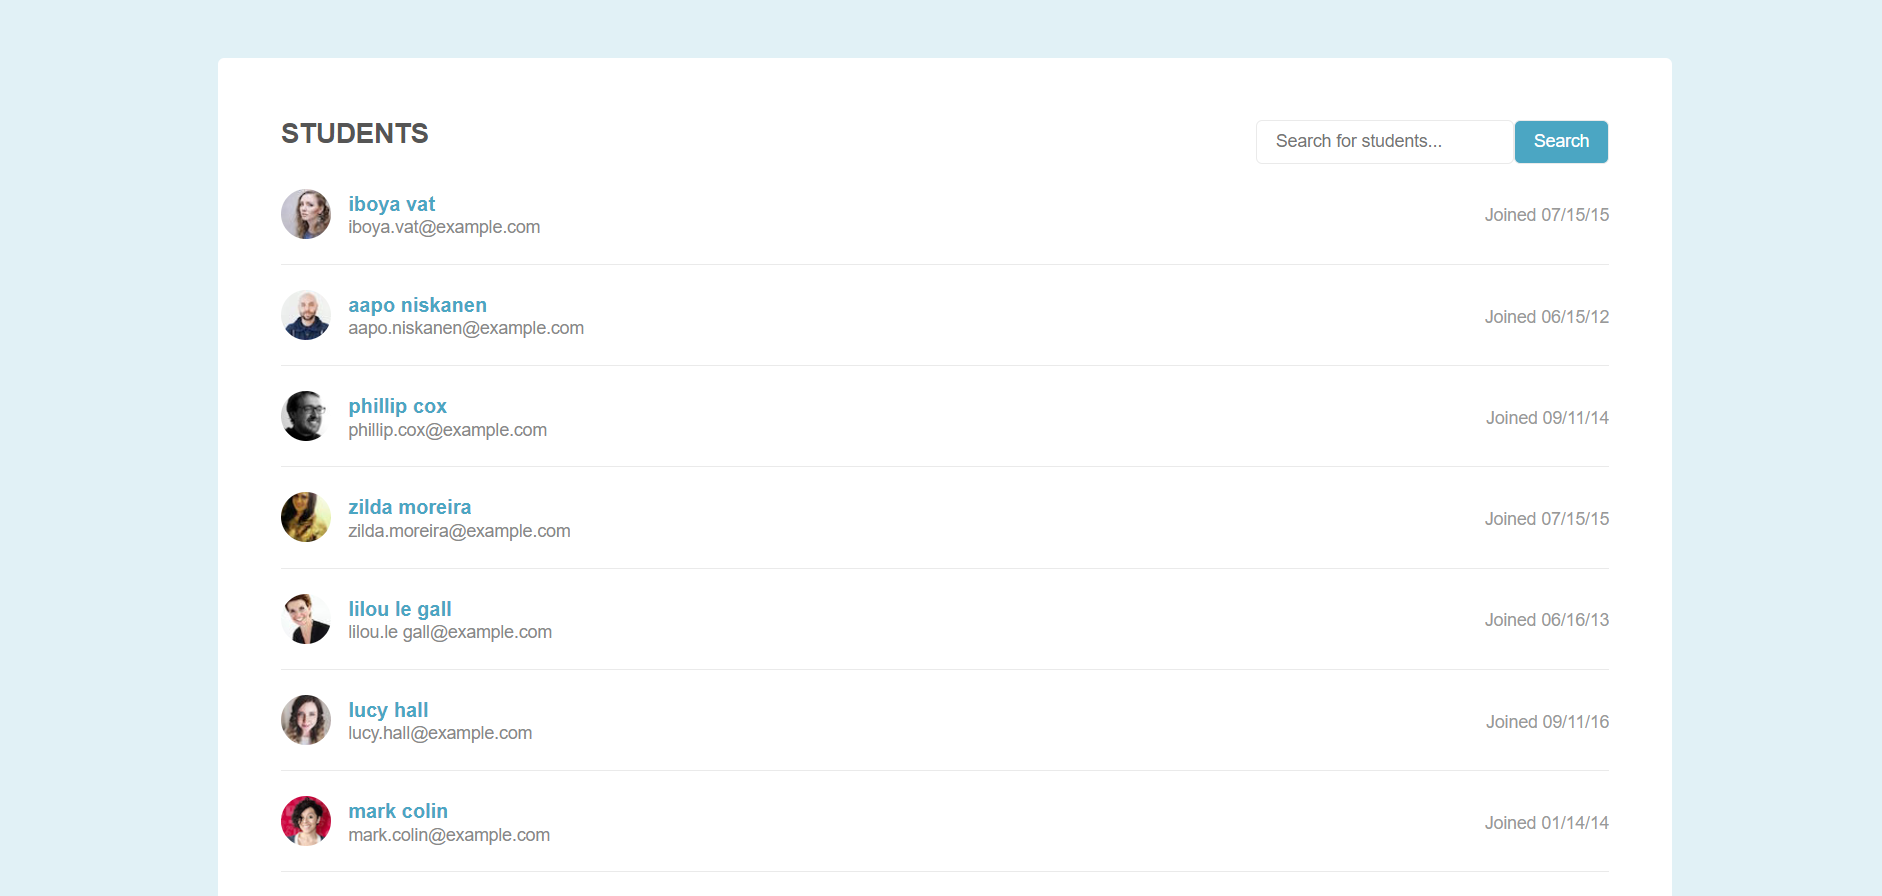 STUDENTS
Search for students...
Search
iboya vat
iboya.vat@example.com
Joined 07/15/15
aapo niskanen
aapo.niskanen@example.com
Joined 06/15/12
phillip cox
phillip.cox@example.com
Joined 09/11/14
zilda moreira
zilda.moreira@example.com
Joined 07/15/15
lilou le gall
lilou.le gall@example.com
Joined 06/16/13
lucy hall
lucy.hall@example.com
Joined 09/11/16
mark colin
mark.colin@example.com
Joined 01/14/14